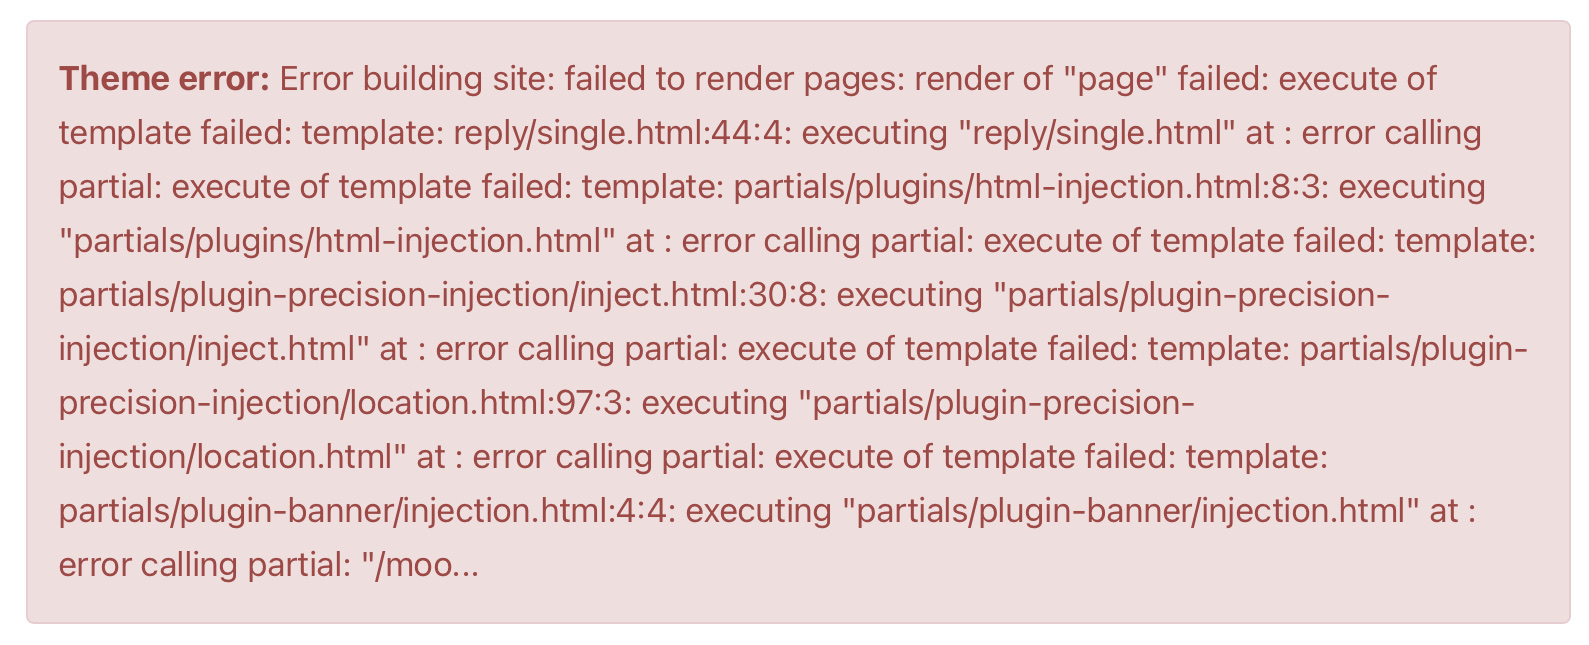 Theme error: Error building site: failed to render pages: render of "page" failed: execute of
template failed: template: reply/single.html:44:4: executing "reply/single.html" at : error calling
partial: execute of template failed: template: partials/plugins/html-injection.html:8:3: executing
"partials/plugins/html-injection.html" at : error calling partial: execute of template failed: template:
partials/plugin-precision-injection/inject.html:30:8: executing "partials/plugin-precision-
injection/inject.html" at : error calling partial: execute of template failed: template: partials/plugin-
precision-injection/location.html:97:3: executing "partials/plugin-precision-
injection/location.html" at : error calling partial: execute of template failed: template:
partials/plugin-banner/injection.html:4:4: executing "partials/plugin-banner/injection.html" at :
error calling partial: "/moo...